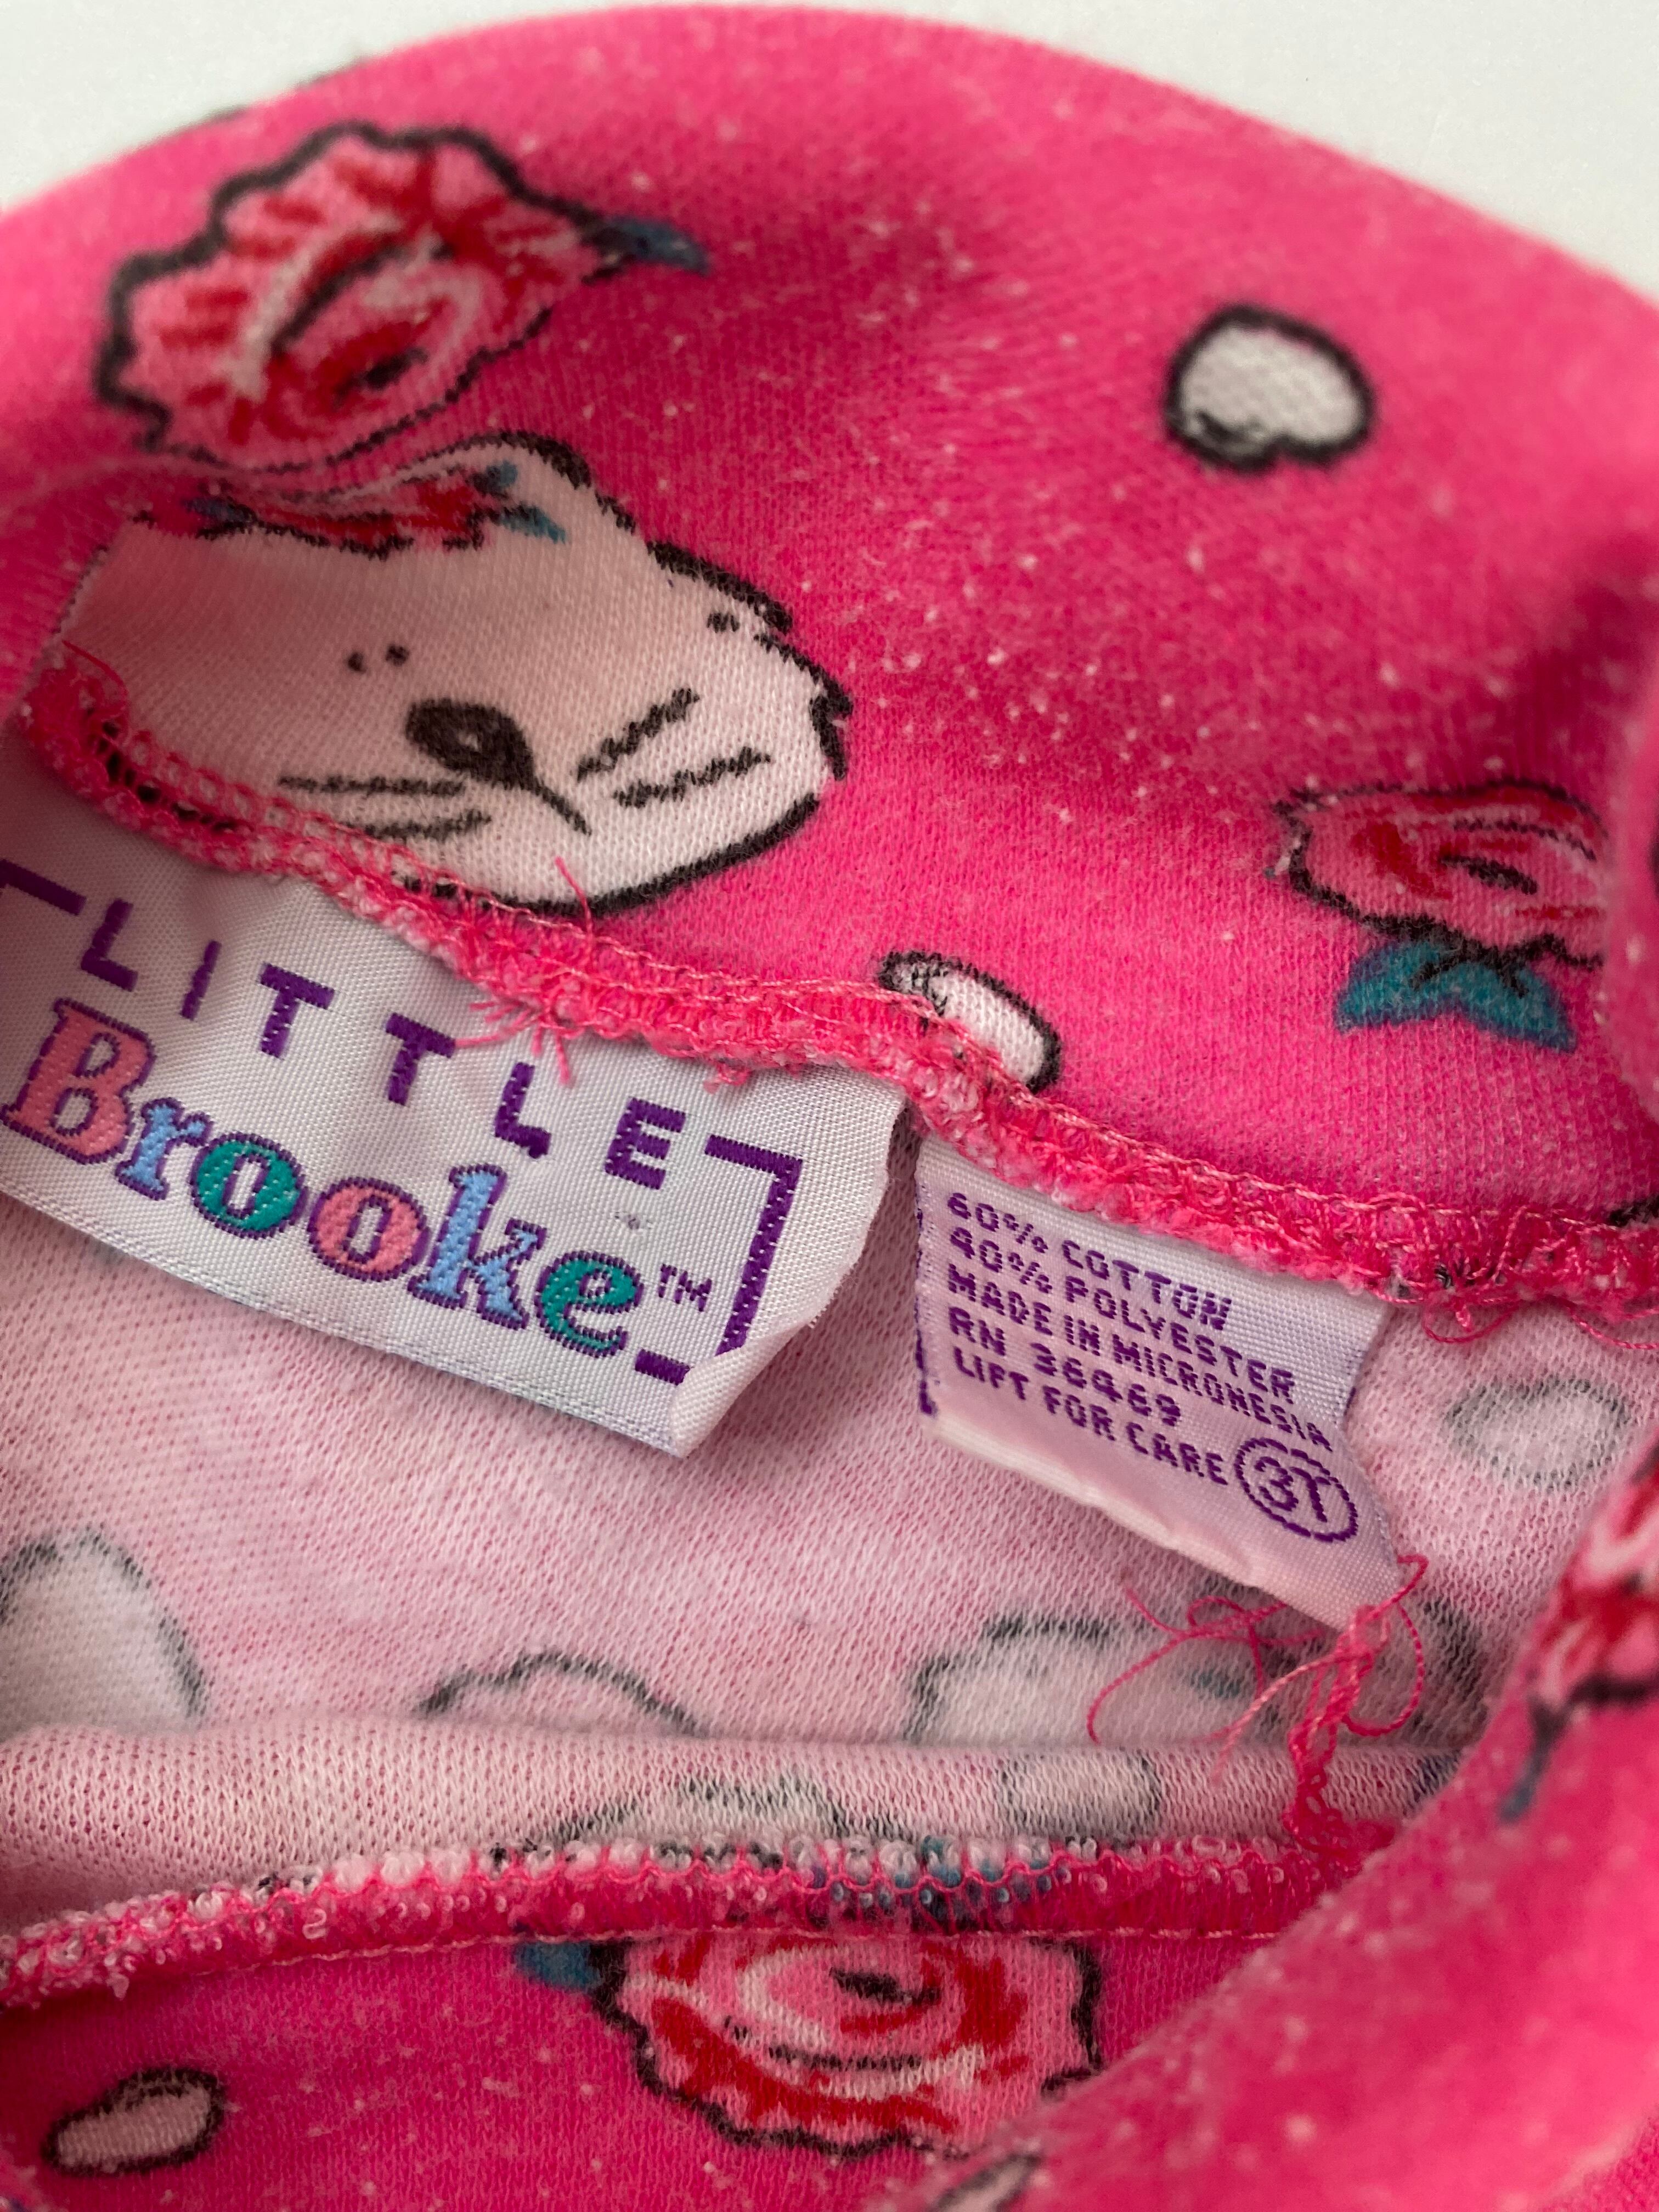 LITTLE
Brooke™
60% COTTON
40% POLYESTER
MADE IN MICRONESIA
RN 36469
LIFT FOR CARE 3T